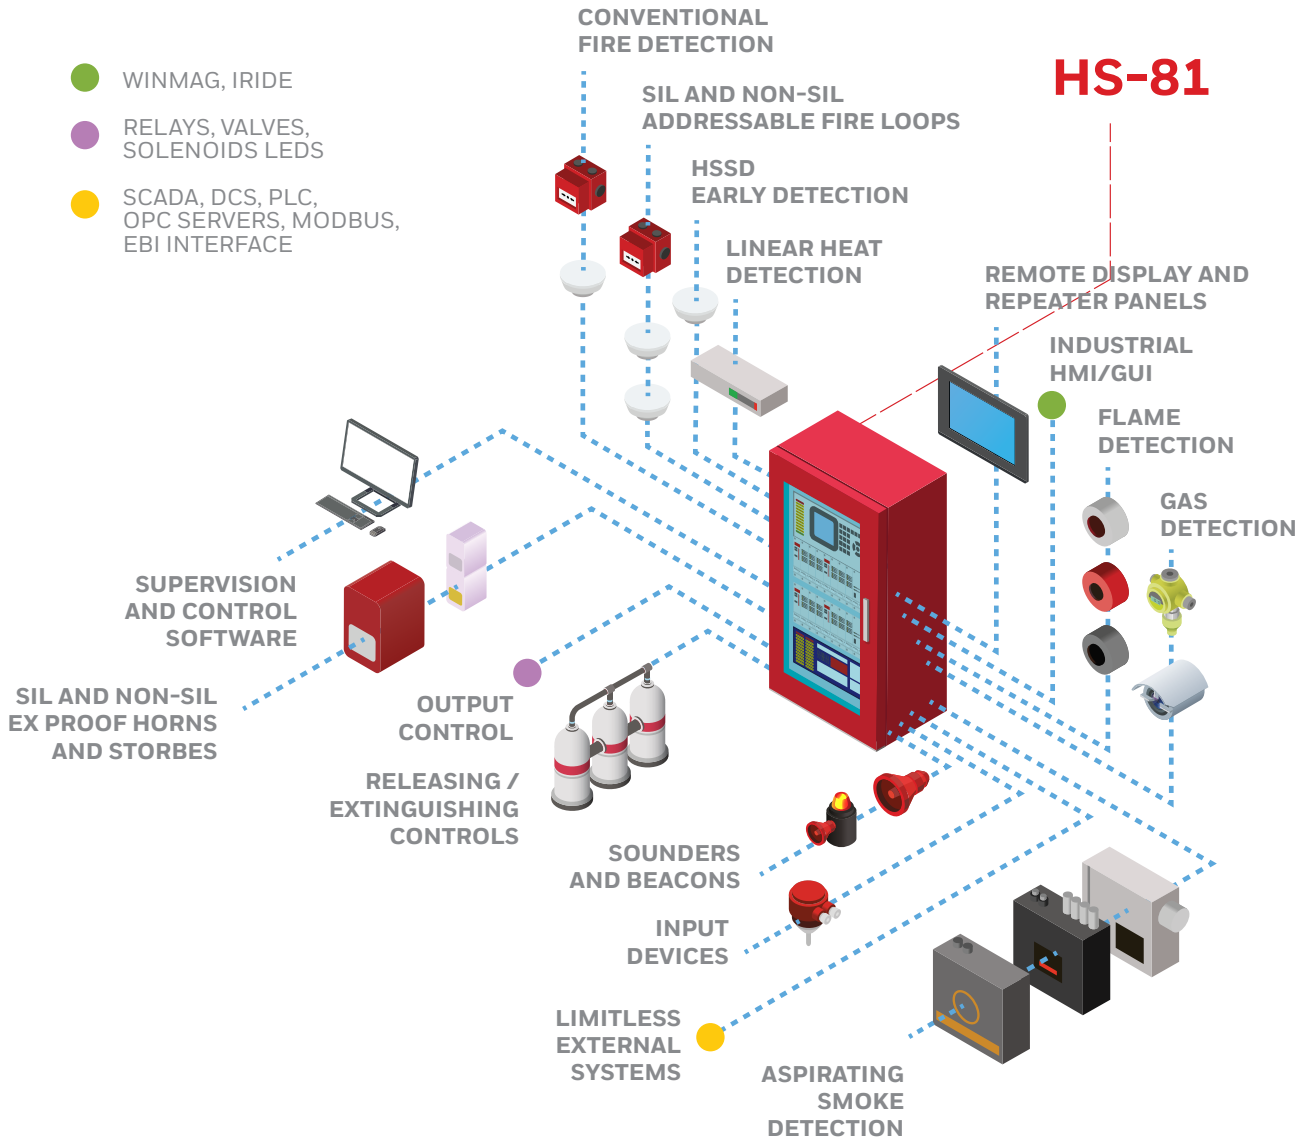 CONVENTIONAL
FIRE DETECTION
HS-81
WINMAG, IRIDE
RELAYS, VALVES,
SOLENOIDS LEDS
SCADA, DCS, PLC,
OPC SERVERS, MODBUS,
EBI INTERFACE
SIL AND NON-SIL
ADDRESSABLE FIRE LOOPS
HSSD
EARLY DETECTION
LINEAR HEAT
DETECTION
REMOTE DISPLAY AND
REPEATER PANELS
INDUSTRIAL
HMI/GUI
FLAME
DETECTION
GAS
DETECTION
SUPERVISION
AND CONTROL
SOFTWARE
SIL AND NON-SIL
EX PROOF HORNS
AND STORBES
OUTPUT
CONTROL
RELEASING /
EXTINGUISHING
CONTROLS
SOUNDERS
AND BEACONS
INPUT
DEVICES
LIMITLESS
EXTERNAL
SYSTEMS
ASPIRATING
SMOKE
DETECTION